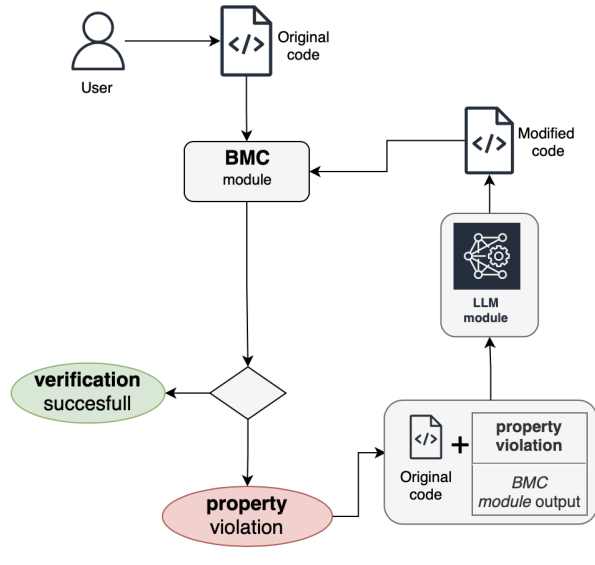 </>
Original
code
User
BMC
module
</>
Modified
code
LLM
module
verification
succesfull
property
violation
</>
+
Original
code
property
violation
BMC
module output